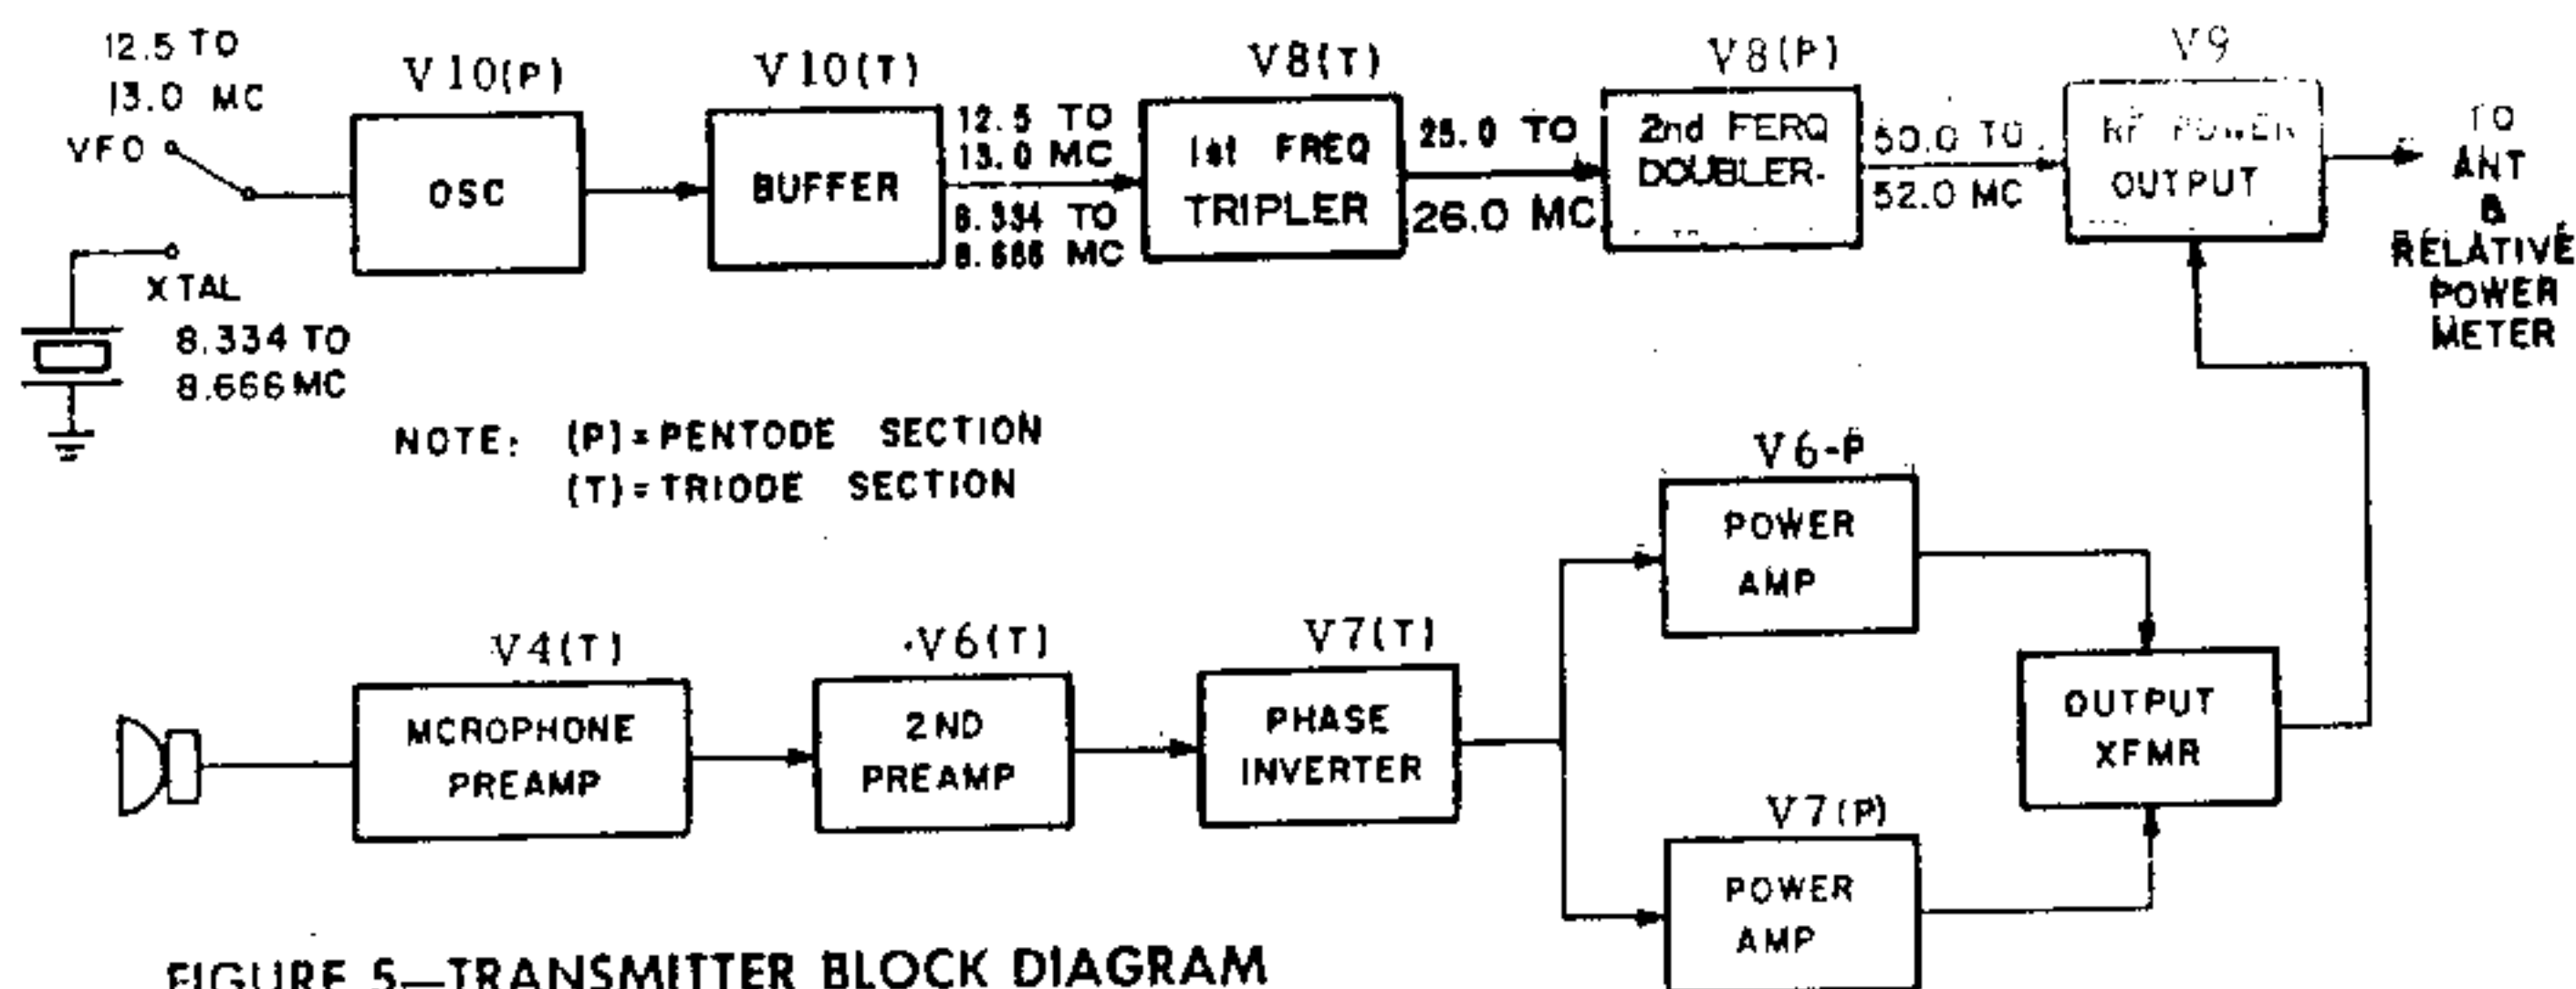 12.5 TO
13.0 MC
VFO
XTAL
8.334 TO
8.666 MC
V10(P)
OSC
V10(T)
BUFFER
12.5 TO
13.0 MC
8.334 TO
8.666 MC
V8(T)
1st FREQ
TRIPLER
25.0 TO
26.0 MC
V8(P)
2nd FERQ
DOUBLER-
50.0 TO
52.0 MC
V9
RF POWER
OUTPUT
TO
ANT
&
RELATIVE
POWER
METER
NOTE: (P)=PENTODE SECTION
(T)=TRIODE SECTION
V4(T)
MCROPHONE
PREAMP
V6(T)
2ND
PREAMP
V7(T)
PHASE
INVERTER
V6-P
POWER
AMP
V7(P)
POWER
AMP
OUTPUT
XFMR
FIGURE 5—TRANSMITTER BLOCK DIAGRAM